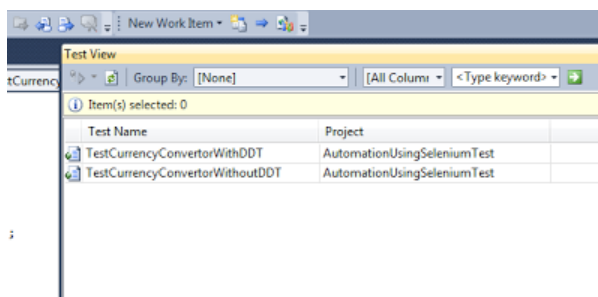 New Work Item
Test View
tCurrency
Group By: [None] [All Colum <Type keyword>
Item(s) selected: 0
Test Name Project
TestCurrencyConvertorWithDDT AutomationUsingSeleniumTest
TestCurrencyConvertorWithoutDDT AutomationUsingSeleniumTest
;